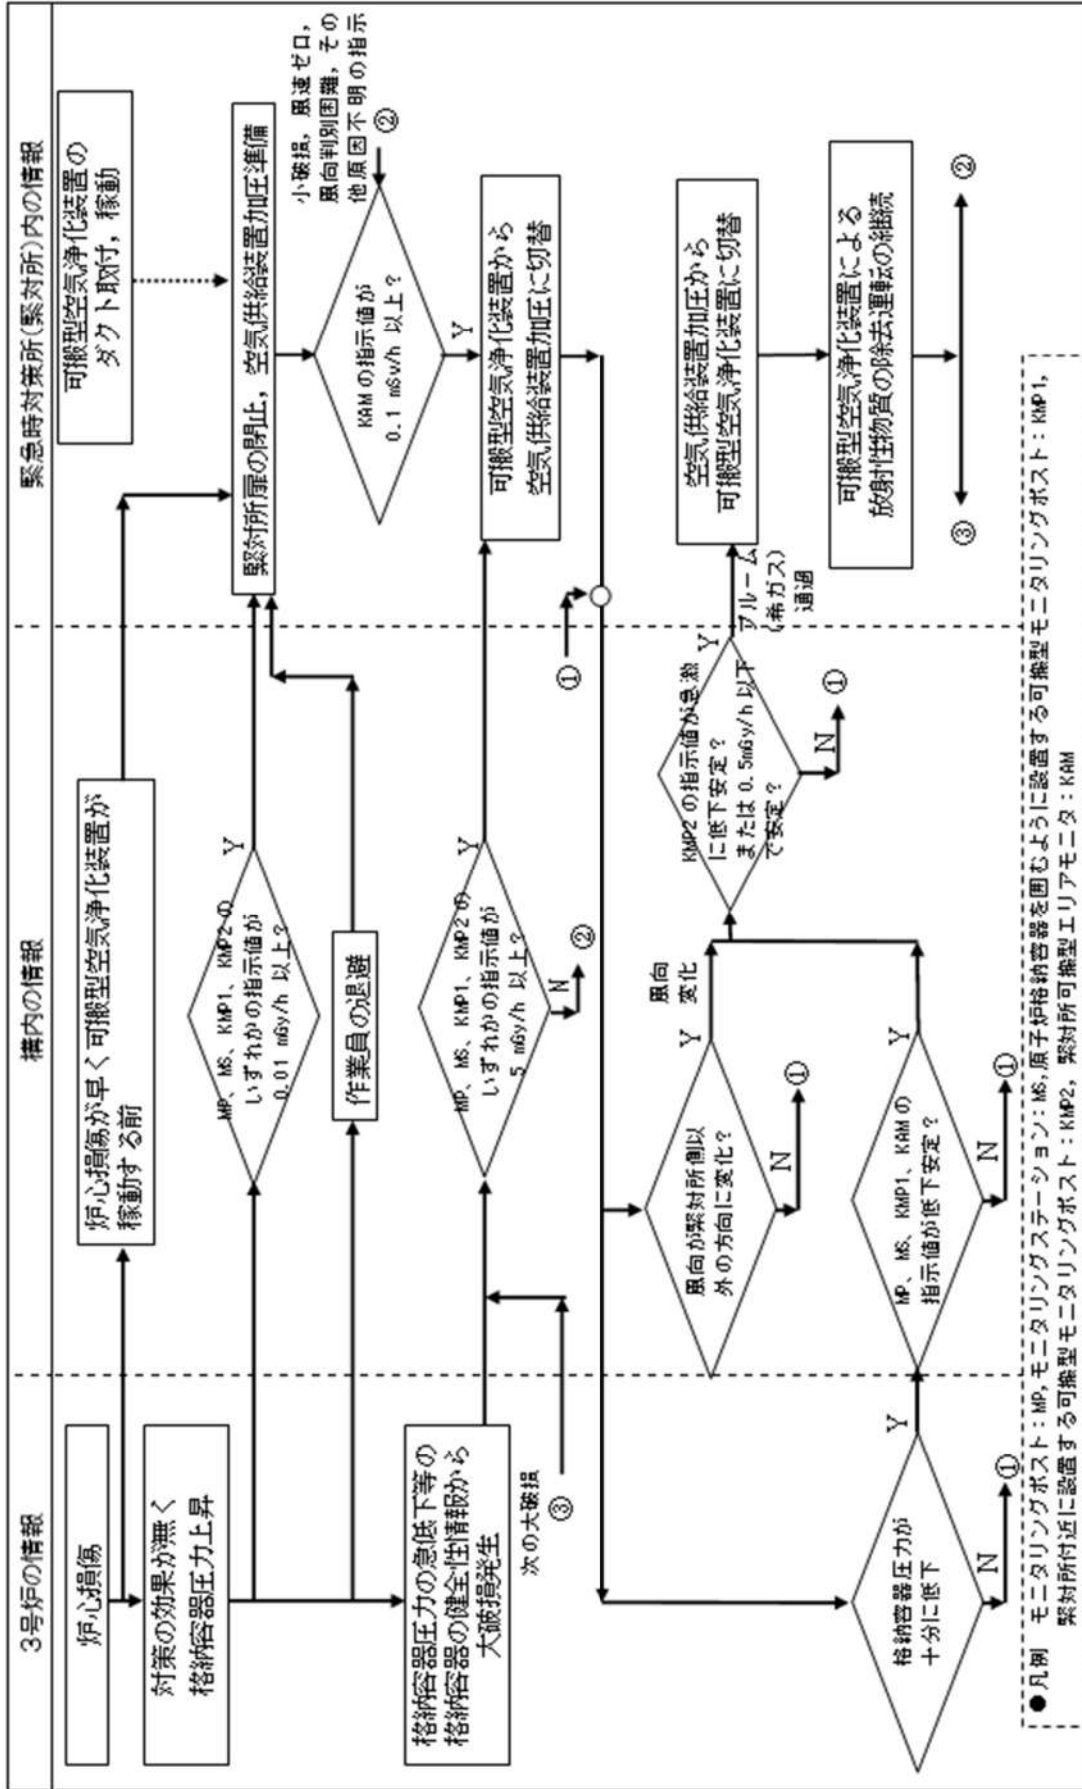 3号炉の情報
構内の情報
緊急時対策所(緊対所)内の情報
炉心損傷
炉心損傷が早く可搬型空気浄化装置が
稼動する前
可搬型空気浄化装置の
ダクト取付，稼動
対策の効果が無く
格納容器圧力上昇
MP、MS、KMP1、KMP2の
いずれかの指示値が
0.01 mGy/h 以上?
Y
緊対所扉の閉止，空気供給装置加圧準備
作業員の退避
小破損，風速ゼロ，
風向判別困難，その
他原因不明の指示
②
KAMの指示値が
0.1 mSv/h 以上?
Y
格納容器圧力の急低下等の
格納容器の健全性情報から
大破損発生
MP、MS、KMP1、KMP2の
いずれかの指示値が
5 mGy/h 以上?
Y
N
②
可搬型空気浄化装置から
空気供給装置加圧に切替
次の大破損
③
①
風向が緊対所側以
外の方向に変化?
Y
風向
変化
N
①
KMP2の指示値が急激
に低下安定?
または0.5mGy/h以下
で安定?
Y
プルーム
(希ガス)
通過
N
①
空気供給装置加圧から
可搬型空気浄化装置に切替
格納容器圧力が
十分に低下
Y
N
①
MP、MS、KMP1、KAMの
指示値が低下安定?
Y
N
①
可搬型空気浄化装置による
放射性物質の除去運転の継続
③
②
●凡例　モニタリングポスト：MP,モニタリングステーション：MS,原子炉格納容器を囲むように設置する可搬型モニタリングポスト：KMP1,
緊対所付近に設置する可搬型モニタリングポスト：KMP2，緊対所可搬型エリアモニタ：KAM